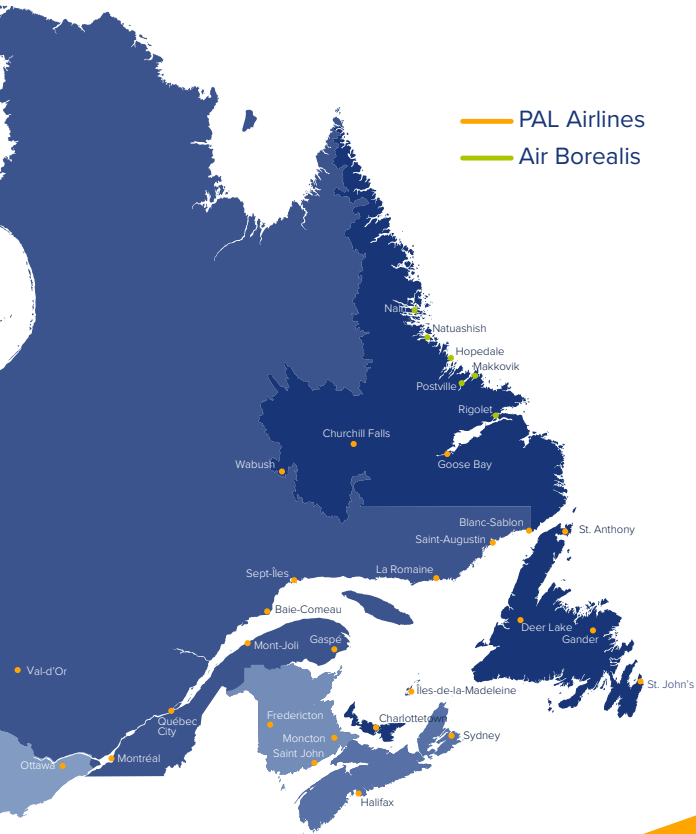 PAL Airlines
Air Borealis
Nain
Natuashish
Hopedale
Makkovik
Postville
Rigolet
Churchill Falls
Wabush
Goose Bay
Blanc-Sablon
St. Anthony
Saint-Augustin
La Romaine
Sept-Îles
Baie-Comeau
Deer Lake
Gander
Gaspé
Mont-Joli
Val-d'Or
St. John's
Îles-de-la-Madeleine
Québec
City
Fredericton
Charlottetown
Moncton
Sydney
Saint John
Montréal
Ottawa
Halifax